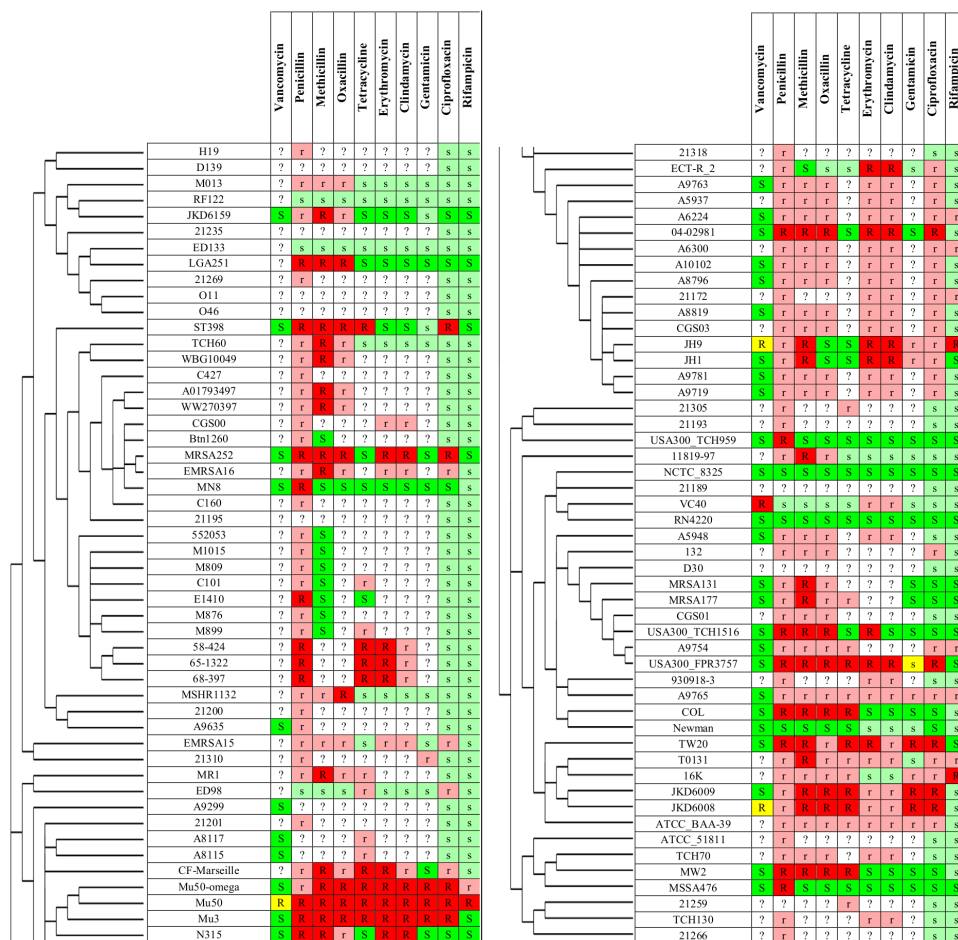 Vancomycin Penicillin Methicillin Oxacillin Tetracycline Erythromycin Clindamycin Gentamicin Ciprofloxacin Rifampicin
H19 ? r ? ? ? ? ? ? s s
D139 ? ? ? ? ? ? ? ? s s
M013 ? r r r s s s s s s
RF122 ? s s s s s s s s s
JKD6159 S r R r S S S s S S
21235 ? ? ? ? ? ? ? ? s s
ED133 ? s s s s s s s s s
LGA251 ? R R R S S S S S S
21269 ? r ? ? ? ? ? ? s s
O11 ? ? ? ? ? ? ? ? s s
O46 ? ? ? ? ? ? ? ? s s
ST398 S R R R R S S s R S
TCH60 ? r R r s s s s s s
WBG10049 ? r R r ? ? ? ? s s
C427 ? r ? ? ? ? ? ? s s
A01793497 ? r R r ? ? ? ? s s
WW270397 ? r R r ? ? ? ? s s
CGS00 ? r ? ? ? r r ? s s
Btn1260 ? r S ? ? ? ? ? s s
MRSA252 S R R R S R R S R S
EMRSA16 ? r R r r r r ? r s
MN8 S R S S S S S S S s
C160 ? r ? ? ? ? ? ? s s
21195 ? ? ? ? ? ? ? ? s s
552053 ? r S ? ? ? ? ? s s
M1015 ? r S ? ? ? ? ? s s
M809 ? r S ? ? ? ? ? s s
C101 ? r S ? r ? ? ? s s
E1410 ? R S ? S ? ? ? s s
M876 ? r S ? ? ? ? ? s s
M899 ? r S ? r ? ? ? s s
58-424 ? R ? ? R R r ? s s
65-1322 ? R ? ? R R r ? s s
68-397 ? R ? ? R R r ? s s
MSHR1132 ? r r R s s s s s s
21200 ? r ? ? ? ? ? ? s s
A9635 S r ? ? ? ? ? ? s s
EMRSA15 ? r r r s r r s r s
21310 ? r ? ? ? ? ? r s s
MR1 ? r R r r ? ? ? s s
ED98 ? s s s r s s s r s
A9299 S ? ? ? ? ? ? ? s s
21201 ? r ? ? ? ? ? ? s s
A8117 S ? ? ? r ? ? ? s s
A8115 S ? ? ? r ? ? ? s s
CF-Marseille ? r R r R R r S r s
Mu50-omega S r R R R R R R R r
Mu50 R R R R R R R R R R
Mu3 S R R R R R R R R S
N315 S R R r S R R S S S
Vancomycin Penicillin Methicillin Oxacillin Tetracycline Erythromycin Clindamycin Gentamicin Ciprofloxacin Rifampicin
21318 ? r ? ? ? ? ? ? s s
ECT-R_2 ? r S s s R R s r s
A9763 S r r r ? r r ? r s
A5937 ? r r r ? r r ? r s
A6224 S r r r ? r r ? r r
04-02981 S R R R S R R S R s
A6300 ? r r r ? r r ? r r
A10102 S r r r ? r r ? r s
A8796 S r r r ? r r ? r s
21172 ? r ? ? ? r r ? r r
A8819 S r r r ? r r ? r s
CGS03 ? r r r ? r r ? r s
JH9 R r R S S R R S r R
JH1 S r R S S R R S r S
A9781 S r r r ? r r ? r s
A9719 S r r r ? r r ? r s
21305 ? r ? ? r ? ? ? s s
21193 ? r ? ? ? ? ? ? s s
USA300_TCH959 S R S S S S S S S S
11819-97 ? r R r s s s s s s
NCTC_8325 S S S S S S S S S S
21189 ? ? ? ? ? ? ? ? s s
VC40 R s s s s r r s s s
RN4220 S S S S S S S S S S
A5948 S r r r ? r r ? s s
132 ? r r r ? ? ? ? r s
D30 ? ? ? ? ? ? ? ? s s
MRSA131 S r R r ? ? ? S S S
MRSA177 S r R r r ? ? S S S
CGS01 ? r r r ? ? ? ? s s
USA300_TCH1516 S R R R S R S S S S
A9754 S r r r r ? ? ? r r
USA300_FPR3757 S R R R R R R s R S
930918-3 ? r ? ? ? r r ? s s
A9765 S r r r r r r r r r
COL S R R R R S S S S s
Newman S S S S S s s s S s
TW20 S R R r R R r R R S
T0131 ? r R r r r r s r r
16K ? r r r r s s r r R
JKD6009 S r R R R r r R R s
JKD6008 R r R R R r r R R s
ATCC_BAA-39 ? r r r r r r r r s
ATCC_51811 ? r ? ? ? ? ? ? s s
TCH70 ? r r r ? r r ? s s
MW2 S R R R R S S S S s
MSSA476 S R S S S S S S S S
21259 ? ? ? ? r ? ? ? s s
TCH130 ? r ? ? ? r r ? s s
21266 ? r ? ? ? ? ? ? s s